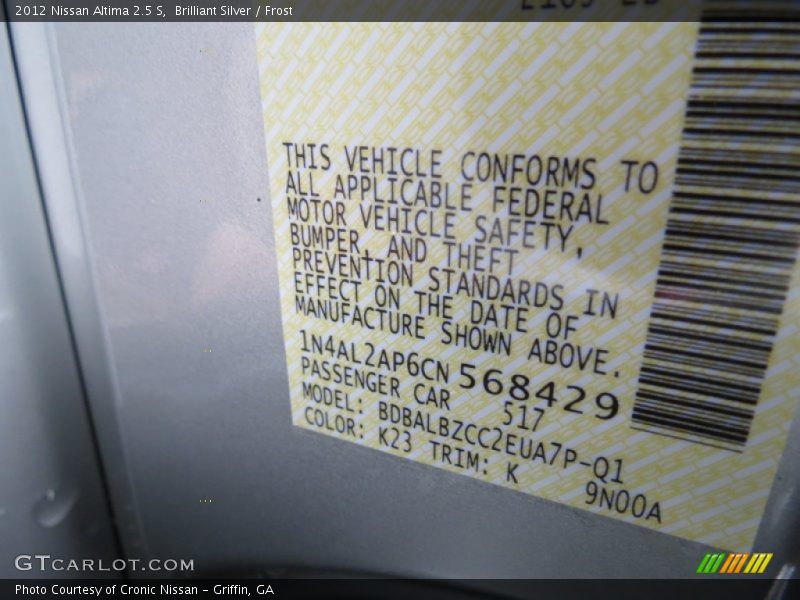 2012 Nissan Altima 2.5 S, Brilliant Silver / Frost
THIS VEHICLE CONFORMS TO
ALL APPLICABLE FEDERAL
MOTOR VEHICLE SAFETY,
BUMPER, AND THEFT
PREVENTION STANDARDS IN
EFFECT ON THE DATE OF
MANUFACTURE SHOWN ABOVE.
1N4AL2AP6CN 568429
PASSENGER CAR 517
MODEL: BDBALBZCC2EUA7P-Q1
COLOR: K23 TRIM: K 9N00A
GTCARLOT.COM
Photo Courtesy of Cronic Nissan - Griffin, GA